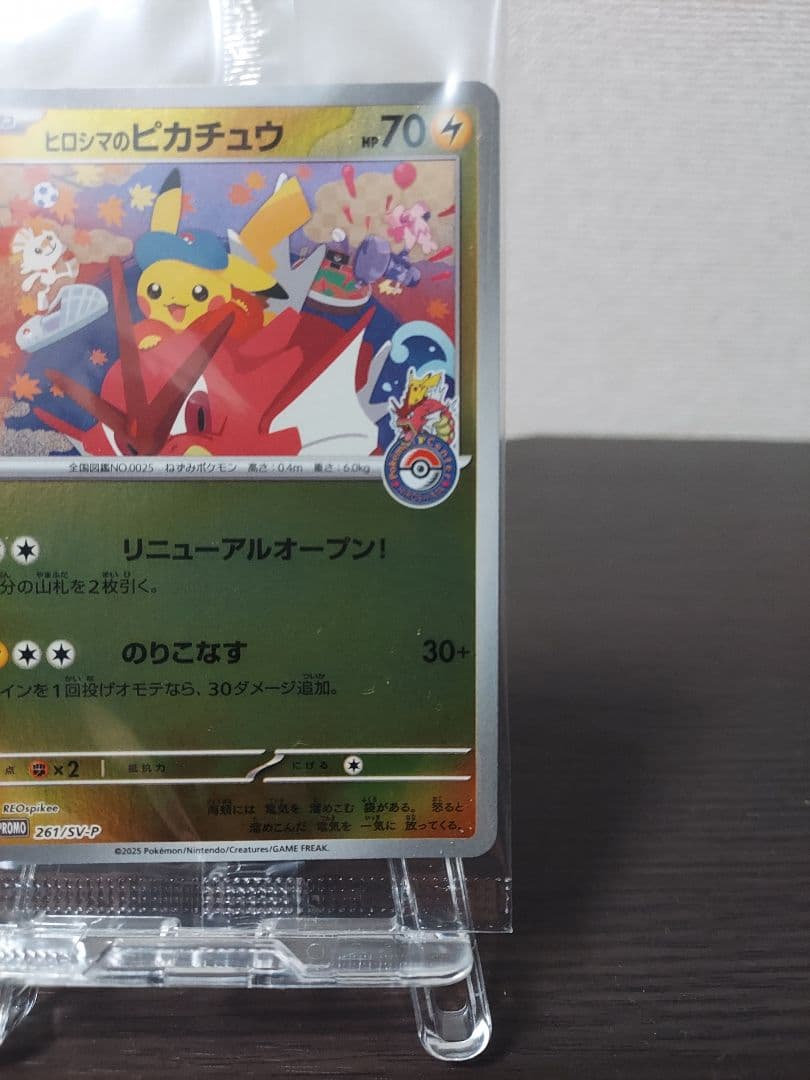 ヒロシマのピカチュウ HP 70
Pokémon Center
全国図鑑NO.0025 ねずみポケモン 高さ:0.4m 重さ:6.0kg
リニューアルオープン!
分の山札を2枚引く。
のりこなす 30+
インを1回投げオモテなら、30ダメージ追加。
点 ×2 抵抗力 にげる
REOspikee
両頬には 電気を 溜めこむ 袋がある。 怒ると
PROMO 261/SV-P 溜めこんだ 電気を 一気に 放ってくる。
©2025 Pokémon/Nintendo/Creatures/GAME FREAK.